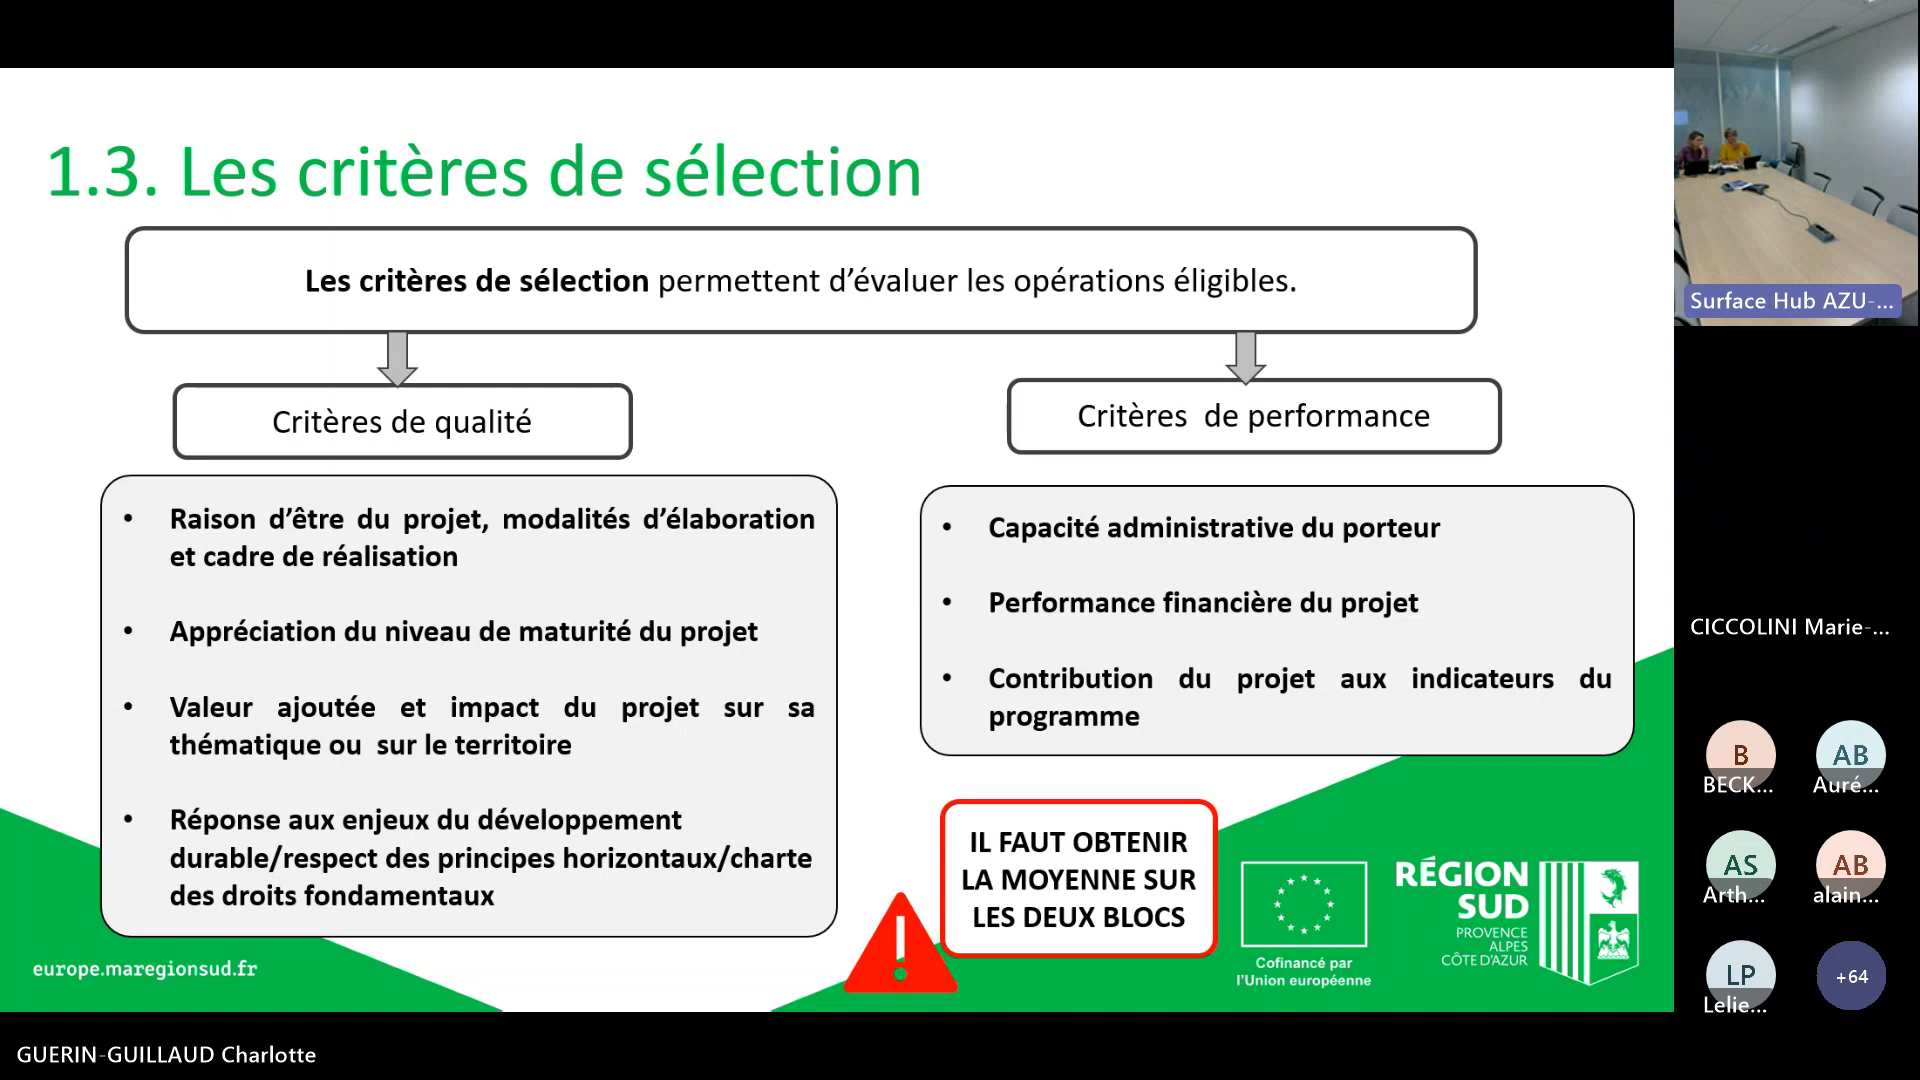 1.3. Les critères de sélection
Les critères de sélection permettent d’évaluer les opérations éligibles.
Critères de qualité
• Raison d’être du projet, modalités d’élaboration
et cadre de réalisation
• Appréciation du niveau de maturité du projet
• Valeur ajoutée et impact du projet sur sa
thématique ou sur le territoire
• Réponse aux enjeux du développement
durable/respect des principes horizontaux/charte
des droits fondamentaux
Critères de performance
• Capacité administrative du porteur
• Performance financière du projet
• Contribution du projet aux indicateurs du
programme
IL FAUT OBTENIR
LA MOYENNE SUR
LES DEUX BLOCS
europe.maregionsud.fr
Cofinancé par
l’Union européenne
RÉGION
SUD
PROVENCE
ALPES
CÔTE D’AZUR
GUERIN-GUILLAUD Charlotte
Surface Hub AZU-...
CICCOLINI Marie-...
B
BECK...
AB
Auré...
AS
Arth...
AB
alain...
LP
Lelie...
+64